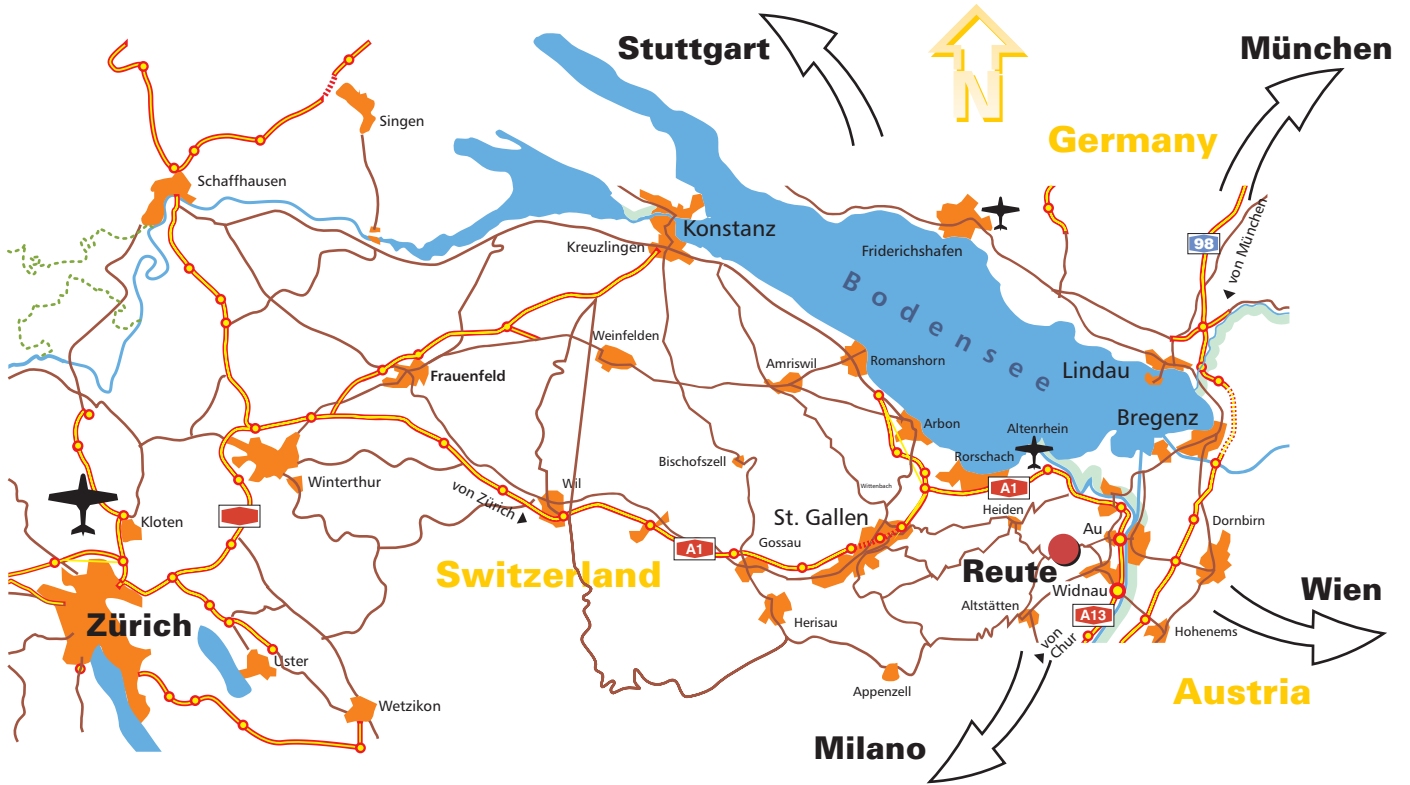 Stuttgart
München
N
Germany
Singen
Schaffhausen
Konstanz
Kreuzlingen
Friderichshafen
98
von München
Bodensee
Weinfelden
Amriswil
Romanshorn
Lindau
Frauenfeld
Bregenz
Arbon
Altenrhein
Bischofszell
Rorschach
Winterthur
von Zürich
Wil
Wittenbach
A1
Heiden
St. Gallen
Kloten
Gossau
A1
Au
Dornbirn
Switzerland
Reute
Widnau
Wien
Zürich
Altstätten
A13
Herisau
von
Chur
Hohenems
Uster
Appenzell
Austria
Wetzikon
Milano